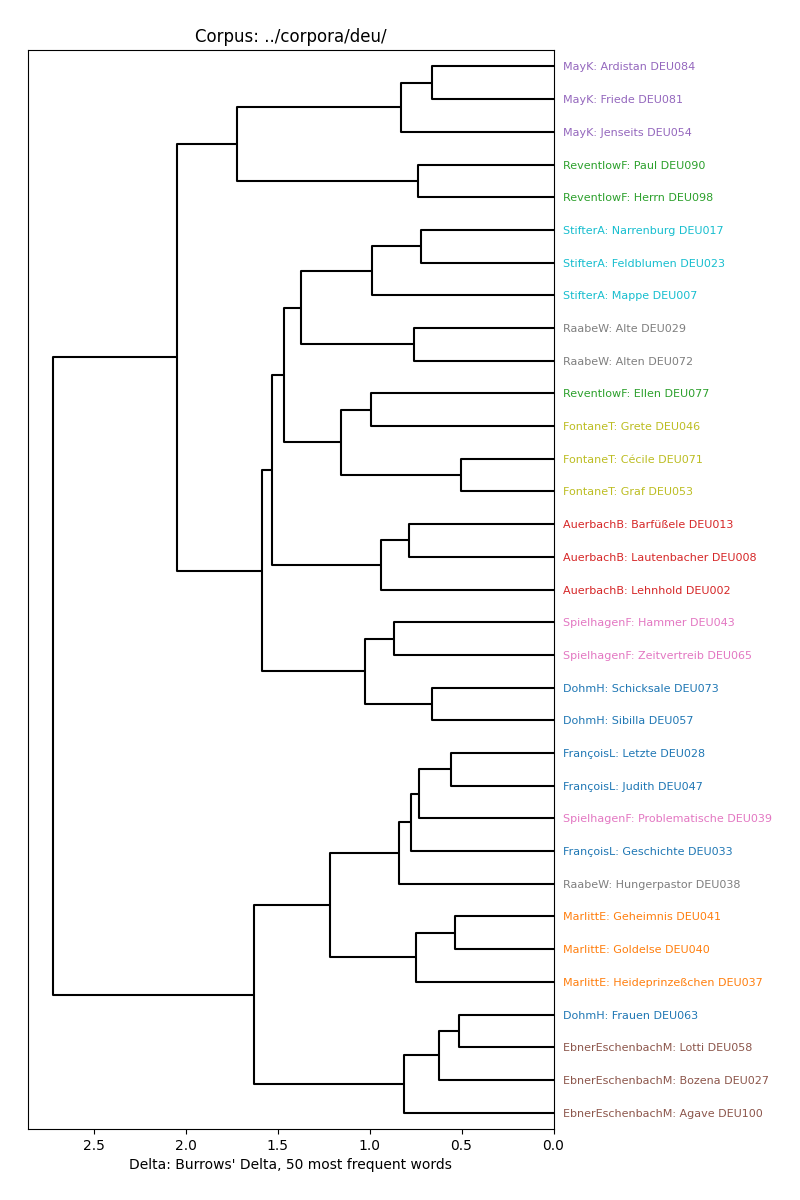 Corpus: ../corpora/deu/
MayK: Ardistan DEU084
MayK: Friede DEU081
MayK: Jenseits DEU054
ReventlowF: Paul DEU090
ReventlowF: Herrn DEU098
StifterA: Narrenburg DEU017
StifterA: Feldblumen DEU023
StifterA: Mappe DEU007
RaabeW: Alte DEU029
RaabeW: Alten DEU072
ReventlowF: Ellen DEU077
FontaneT: Grete DEU046
FontaneT: Cécile DEU071
FontaneT: Graf DEU053
AuerbachB: Barfüßele DEU013
AuerbachB: Lautenbacher DEU008
AuerbachB: Lehnhold DEU002
SpielhagenF: Hammer DEU043
SpielhagenF: Zeitvertreib DEU065
DohmH: Schicksale DEU073
DohmH: Sibilla DEU057
FrançoisL: Letzte DEU028
FrançoisL: Judith DEU047
SpielhagenF: Problematische DEU039
FrançoisL: Geschichte DEU033
RaabeW: Hungerpastor DEU038
MarlittE: Geheimnis DEU041
MarlittE: Goldelse DEU040
MarlittE: Heideprinzeßchen DEU037
DohmH: Frauen DEU063
EbnerEschenbachM: Lotti DEU058
EbnerEschenbachM: Bozena DEU027
EbnerEschenbachM: Agave DEU100
2.5 2.0 1.5 1.0 0.5 0.0
Delta: Burrows' Delta, 50 most frequent words